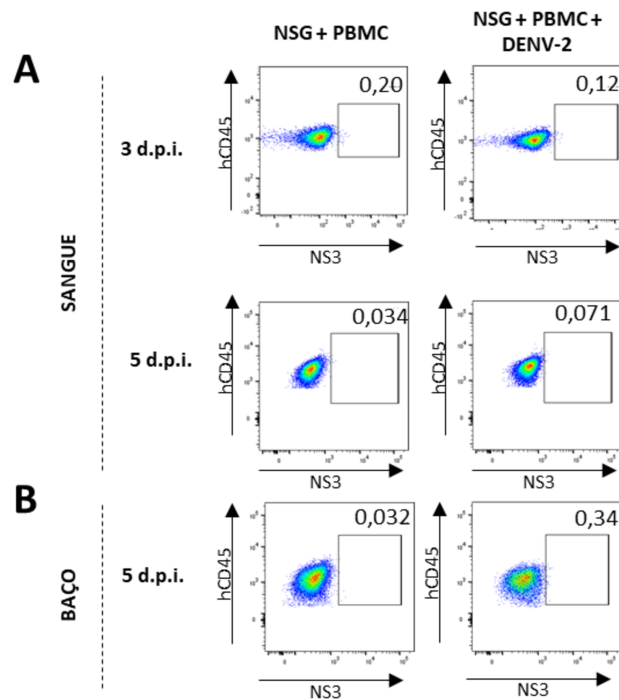 NSG + PBMC
NSG + PBMC +
DENV-2
A
SANGUE
3 d.p.i.
0,20
hCD45
NS3
0,12
hCD45
NS3
5 d.p.i.
0,034
hCD45
NS3
0,071
hCD45
NS3
B
BAÇO
5 d.p.i.
0,032
hCD45
NS3
0,34
hCD45
NS3